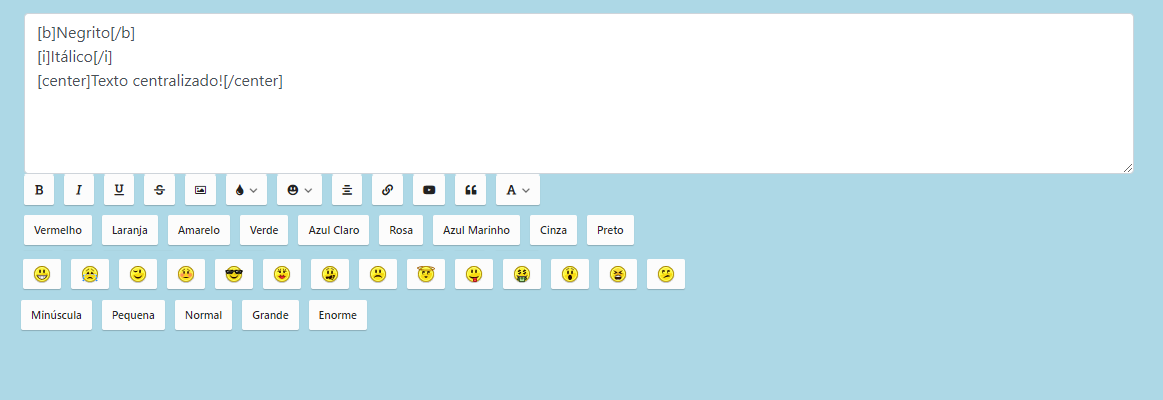 [b]Negrito[/b]
[i]Itálico[/i]
[center]Texto centralizado![/center]
B I U S A
Vermelho Laranja Amarelo Verde Azul Claro Rosa Azul Marinho Cinza Preto
Minúscula Pequena Normal Grande Enorme